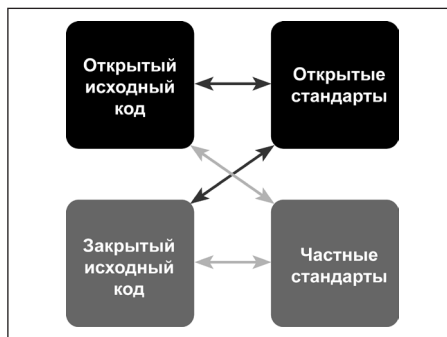 Открытый
исходный
код
Открытые
стандарты
Закрытый
исходный
код
Частные
стандарты